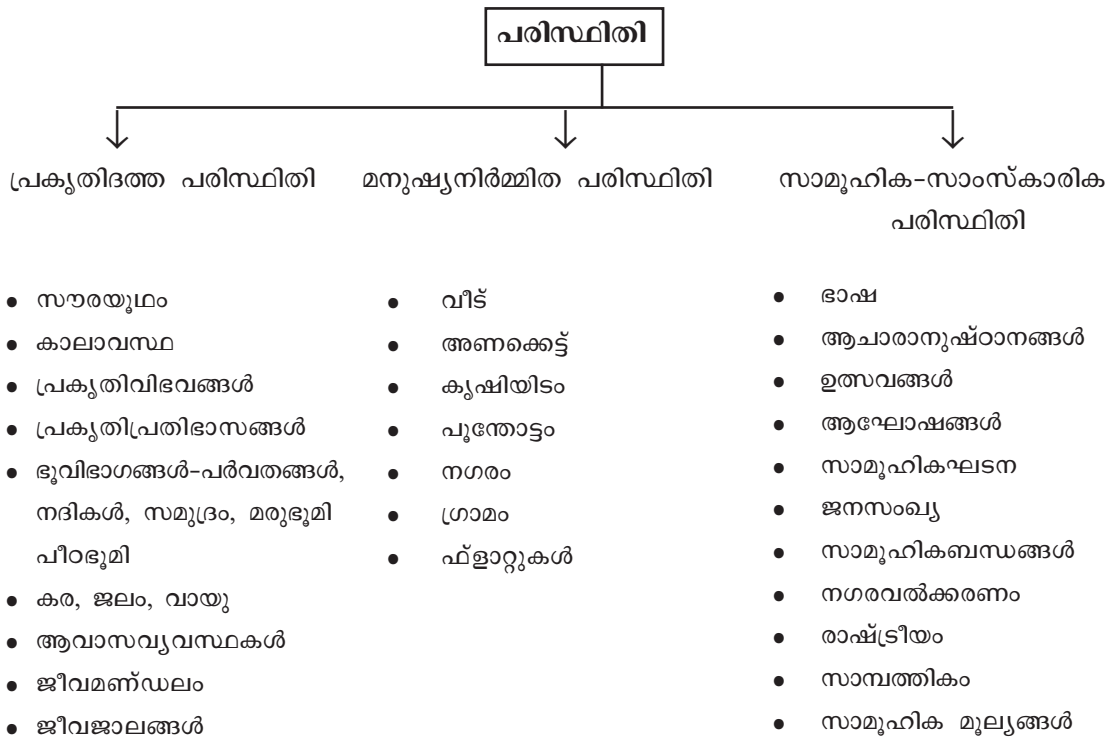 പരിസ്ഥിതി
പ്രകൃതിദത്ത പരിസ്ഥിതി
മനുഷ്യനിർമ്മിത പരിസ്ഥിതി
സാമൂഹിക-സാംസ്കാരിക
പരിസ്ഥിതി
• സൗരയൂഥം
• കാലാവസ്ഥ
• പ്രകൃതിവിഭവങ്ങൾ
• പ്രകൃതിപ്രതിഭാസങ്ങൾ
• ഭൂവിഭാഗങ്ങൾ-പർവതങ്ങൾ,
നദികൾ, സമുദ്രം, മരുഭൂമി
പീഠഭൂമി
• കര, ജലം, വായു
• ആവാസവ്യവസ്ഥകൾ
• ജീവമണ്ഡലം
• ജീവജാലങ്ങൾ
• വീട്
• അണക്കെട്ട്
• കൃഷിയിടം
• പൂന്തോട്ടം
• നഗരം
• ഗ്രാമം
• ഫ്ളാറ്റുകൾ
• ഭാഷ
• ആചാരാനുഷ്ഠാനങ്ങൾ
• ഉത്സവങ്ങൾ
• ആഘോഷങ്ങൾ
• സാമൂഹികഘടന
• ജനസംഖ്യ
• സാമൂഹികബന്ധങ്ങൾ
• നഗരവൽക്കരണം
• രാഷ്ട്രീയം
• സാമ്പത്തികം
• സാമൂഹിക മൂല്യങ്ങൾ